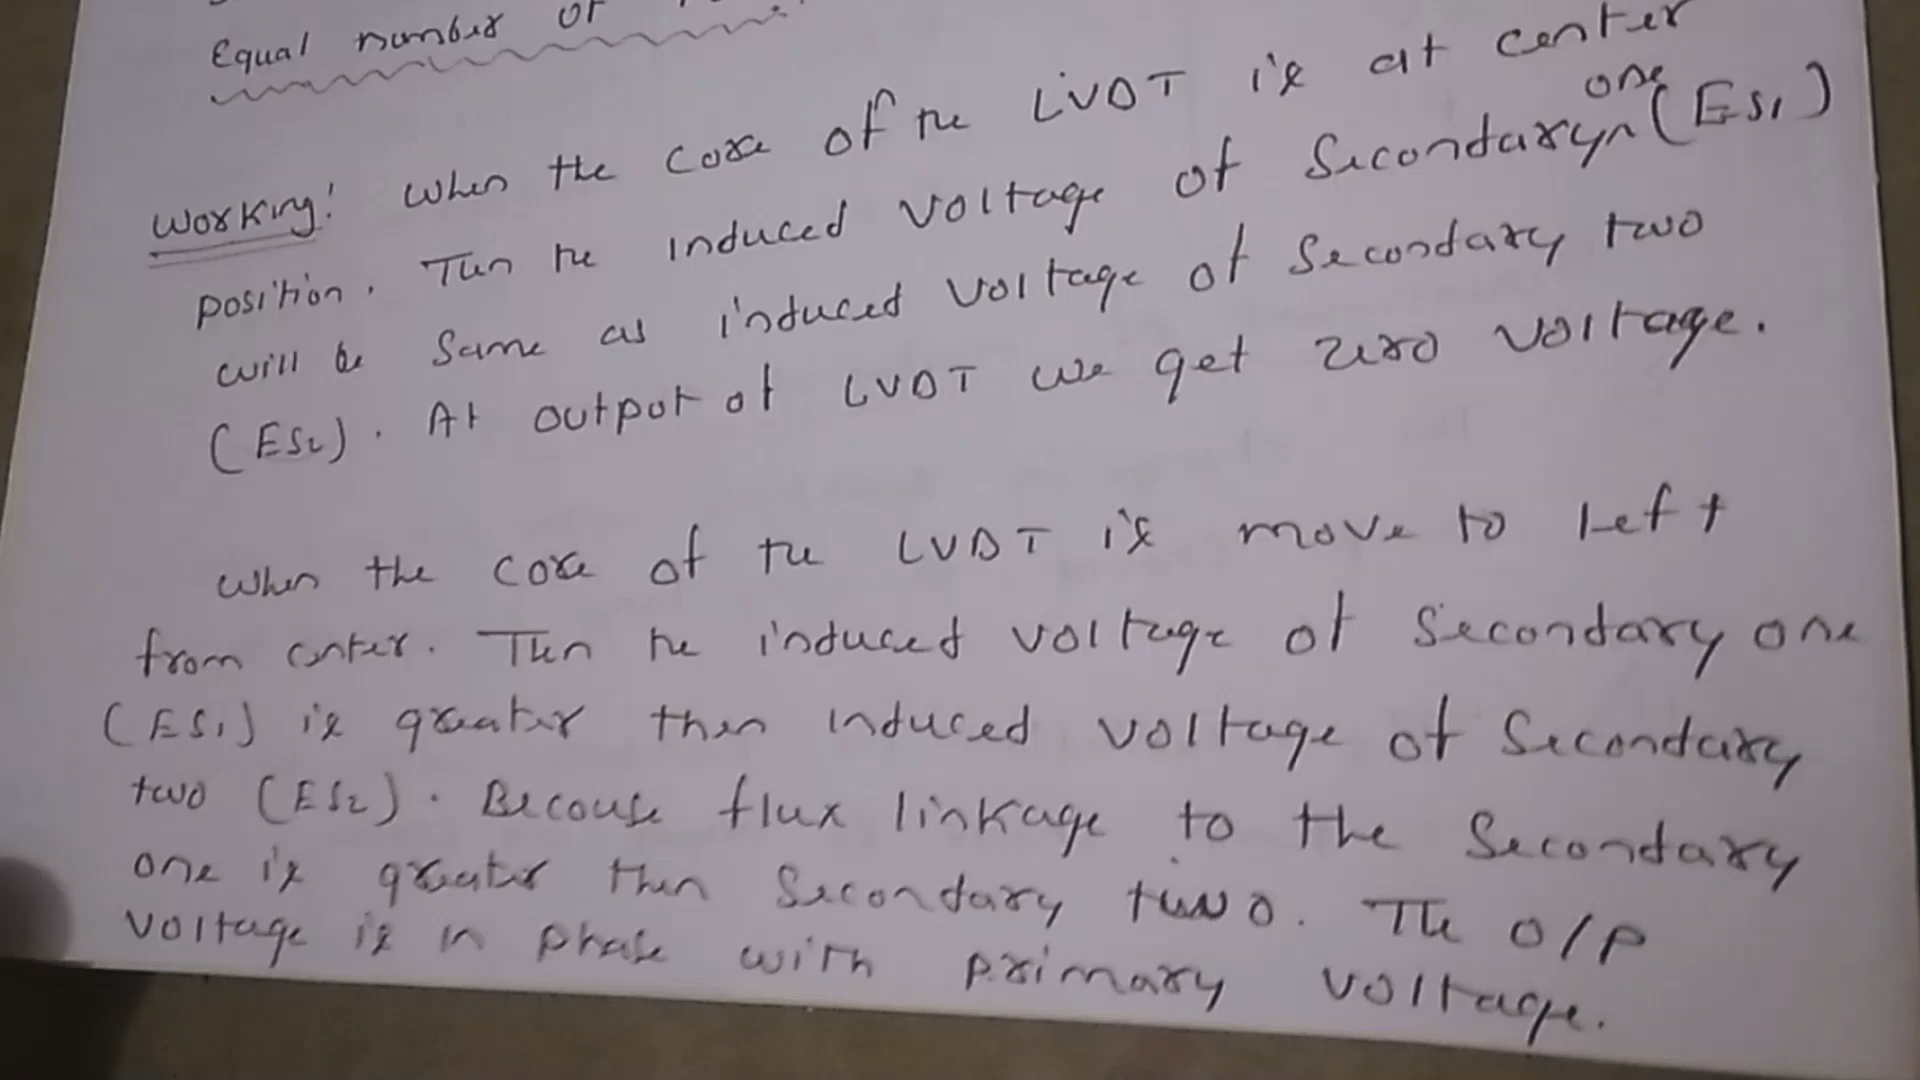 Equal number of
Working: When the core of the LVDT is at center
position. Then the induced voltage of Secondary one (ES1)
will be same as induced voltage of Secondary two
(ES2). At output of LVDT we get zero voltage.
When the core of the LVDT is move to left
from center. Then the induced voltage of Secondary one
(ES1) is greater then induced voltage of Secondary
two (ES2). Becouse flux linkage to the Secondary
one is greater then Secondary two. The O/P
voltage is in phase with primary voltage.